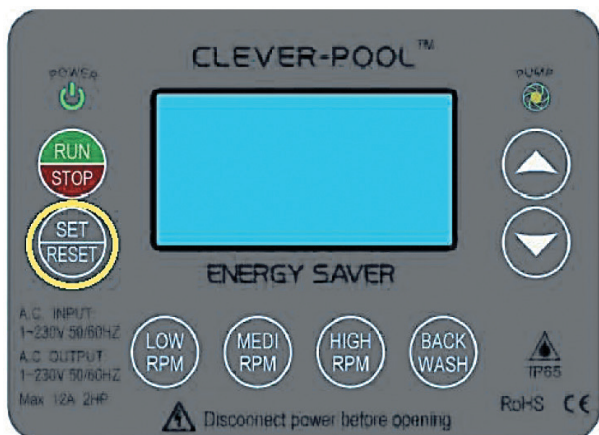 CLEVER-POOL™
POWER
PUMP
RUN
STOP
SET
RESET
ENERGY SAVER
A.C. INPUT:
1~230V 50/60HZ
A.C. OUTPUT:
1~230V 50/60HZ
Max 12A 2HP
LOW
RPM
MEDI
RPM
HIGH
RPM
BACK
WASH
IP65
RoHS CE
Disconnect power before opening